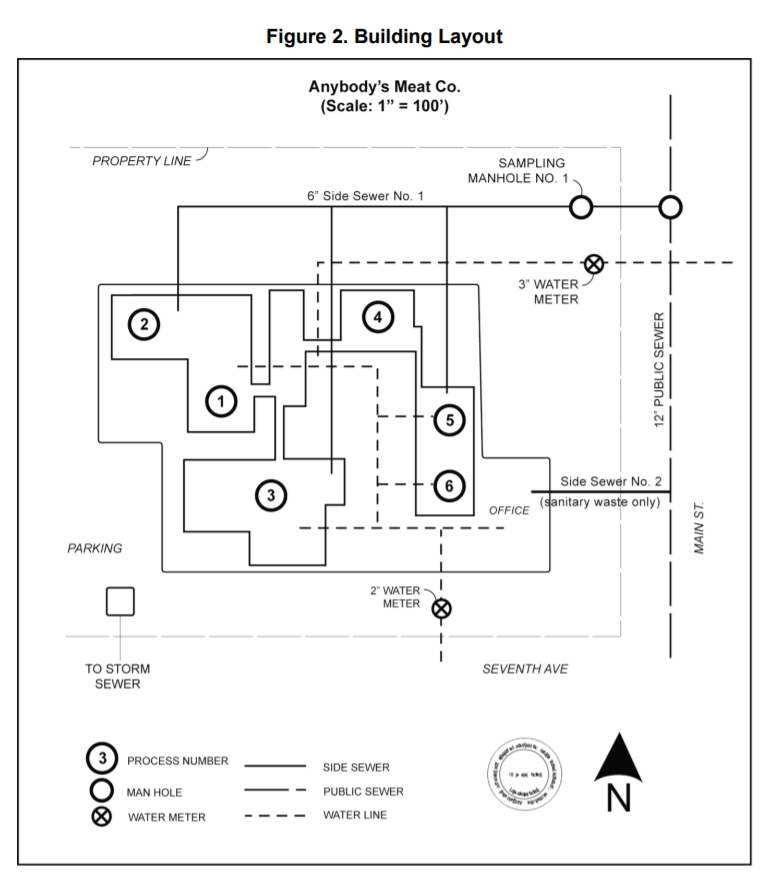 Figure 2. Building Layout
Anybody's Meat Co.
(Scale: 1" = 100')
PROPERTY LINE
SAMPLING
MANHOLE NO. 1
6" Side Sewer No. 1
3" WATER
METER
2
4
1
5
12" PUBLIC SEWER
3
6
Side Sewer No. 2
(sanitary waste only)
OFFICE
MAIN ST.
PARKING
2" WATER
METER
TO STORM
SEWER
SEVENTH AVE
3
PROCESS NUMBER
SIDE SEWER
MAN HOLE
PUBLIC SEWER
WATER METER
WATER LINE
N